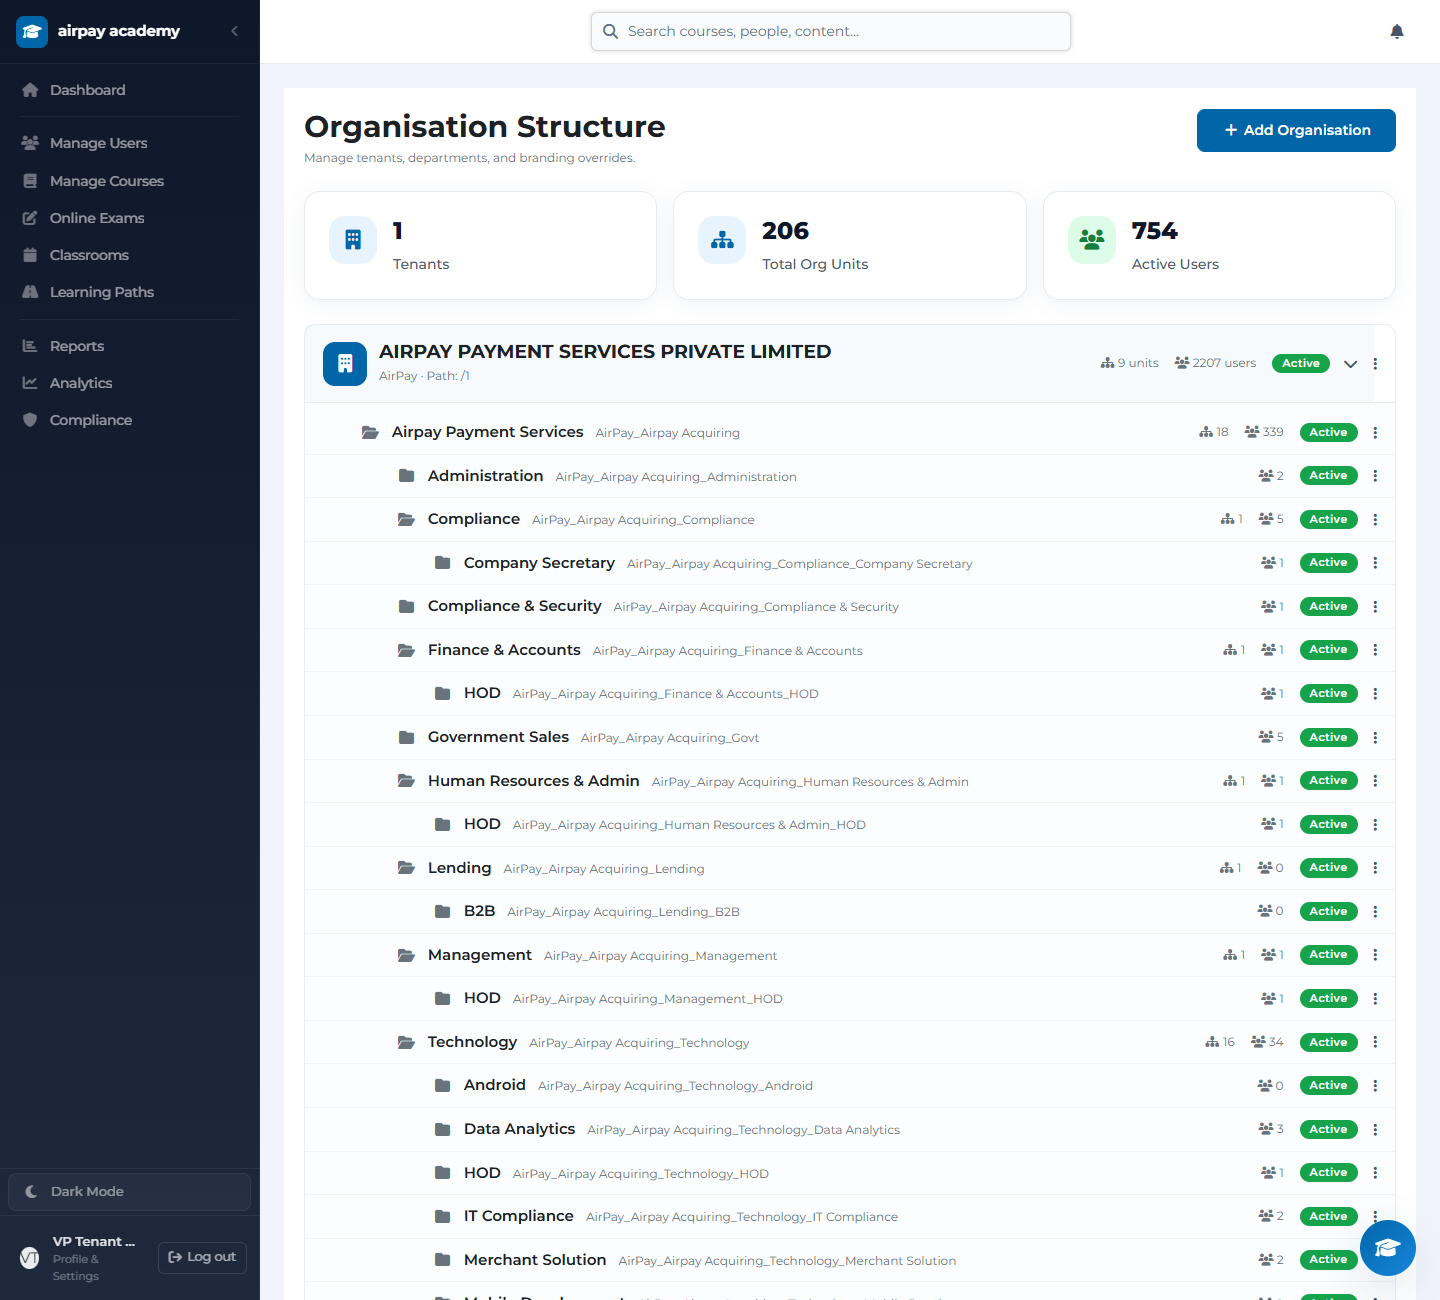 airpay academy
Search courses, people, content...
Dashboard
Manage Users
Manage Courses
Online Exams
Classrooms
Learning Paths
Reports
Analytics
Compliance
Dark Mode
VT
VP Tenant ...
Profile & Settings
Log out
Organisation Structure
Manage tenants, departments, and branding overrides.
Add Organisation
1
Tenants
206
Total Org Units
754
Active Users
AIRPAY PAYMENT SERVICES PRIVATE LIMITED
AirPay · Path: /1
9 units 2207 users Active
Airpay Payment Services AirPay_Airpay Acquiring 18 339 Active
Administration AirPay_Airpay Acquiring_Administration 2 Active
Compliance AirPay_Airpay Acquiring_Compliance 1 5 Active
Company Secretary AirPay_Airpay Acquiring_Compliance_Company Secretary 1 Active
Compliance & Security AirPay_Airpay Acquiring_Compliance & Security 1 Active
Finance & Accounts AirPay_Airpay Acquiring_Finance & Accounts 1 1 Active
HOD AirPay_Airpay Acquiring_Finance & Accounts_HOD 1 Active
Government Sales AirPay_Airpay Acquiring_Govt 5 Active
Human Resources & Admin AirPay_Airpay Acquiring_Human Resources & Admin 1 1 Active
HOD AirPay_Airpay Acquiring_Human Resources & Admin_HOD 1 Active
Lending AirPay_Airpay Acquiring_Lending 1 0 Active
B2B AirPay_Airpay Acquiring_Lending_B2B 0 Active
Management AirPay_Airpay Acquiring_Management 1 1 Active
HOD AirPay_Airpay Acquiring_Management_HOD 1 Active
Technology AirPay_Airpay Acquiring_Technology 16 34 Active
Android AirPay_Airpay Acquiring_Technology_Android 0 Active
Data Analytics AirPay_Airpay Acquiring_Technology_Data Analytics 3 Active
HOD AirPay_Airpay Acquiring_Technology_HOD 1 Active
IT Compliance AirPay_Airpay Acquiring_Technology_IT Compliance 2 Active
Merchant Solution AirPay_Airpay Acquiring_Technology_Merchant Solution 2 Active